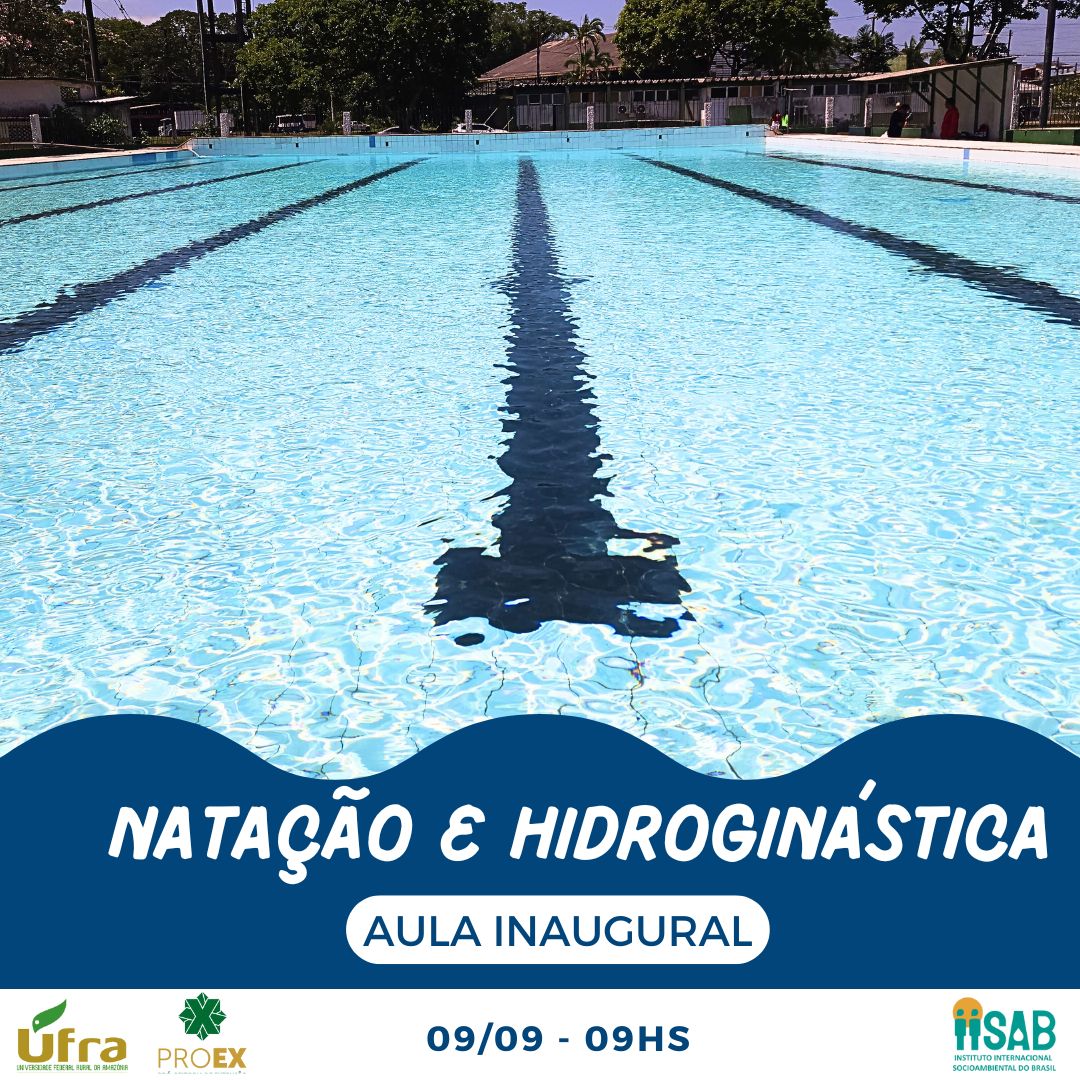 NATAÇÃO E HIDROGINÁSTICA
AULA INAUGURAL
Ufra
UNIVERSIDADE FEDERAL RURAL DA AMAZÔNIA
PROEX
09/09 - 09HS
iiSAB
INSTITUTO INTERNACIONAL
SOCIOAMBIENTAL DO BRASIL